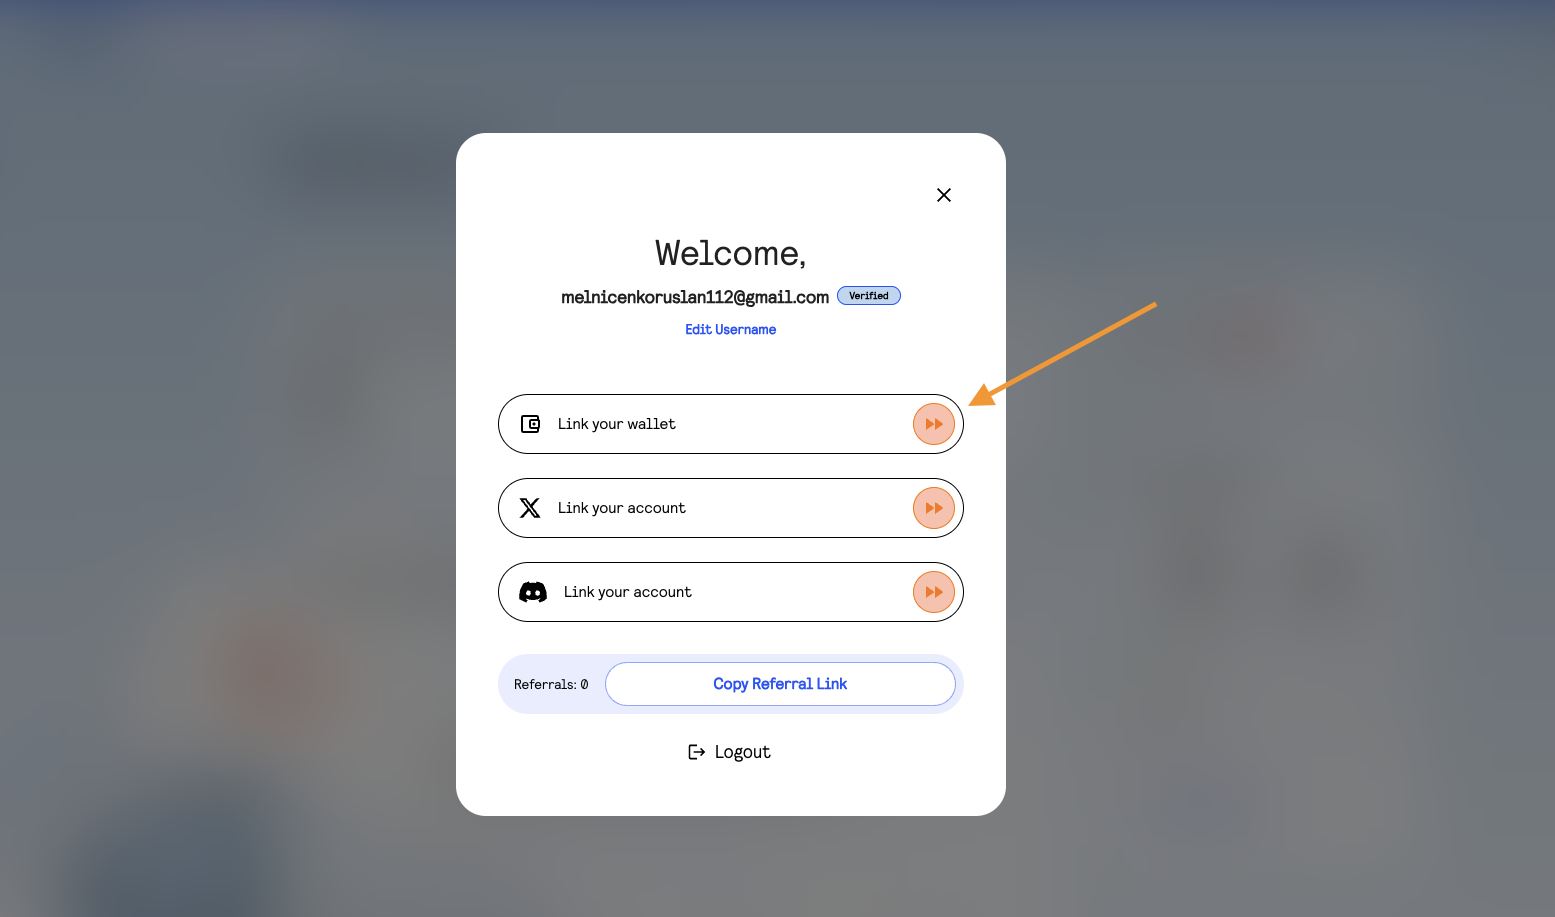 Welcome,
melnicenkoruslan112@gmail.com Verified
Edit Username
Link your wallet
Link your account
Link your account
Referrals: 0 Copy Referral Link
Logout